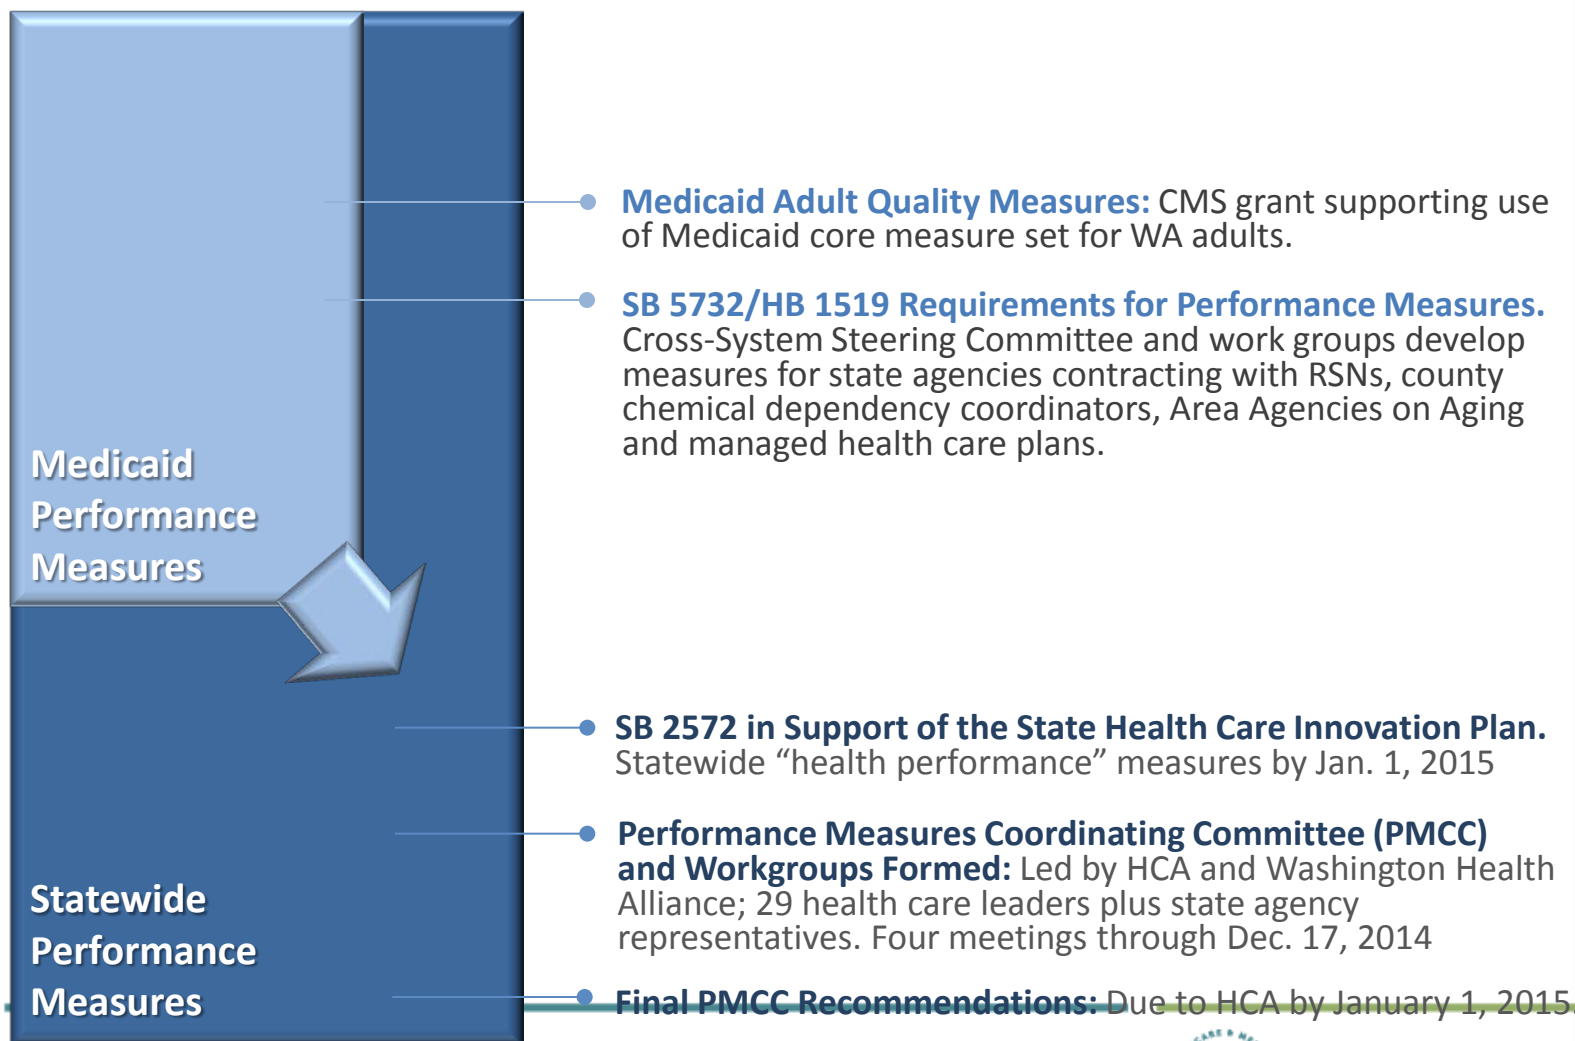 Medicaid
Performance
Measures
Medicaid Adult Quality Measures: CMS grant supporting use
of Medicaid core measure set for WA adults.
SB 5732/HB 1519 Requirements for Performance Measures.
Cross-System Steering Committee and work groups develop
measures for state agencies contracting with RSNs, county
chemical dependency coordinators, Area Agencies on Aging
and managed health care plans.
Statewide
Performance
Measures
SB 2572 in Support of the State Health Care Innovation Plan.
Statewide “health performance” measures by Jan. 1, 2015
Performance Measures Coordinating Committee (PMCC)
and Workgroups Formed: Led by HCA and Washington Health
Alliance; 29 health care leaders plus state agency
representatives. Four meetings through Dec. 17, 2014
Final PMCC Recommendations: Due to HCA by January 1, 2015.